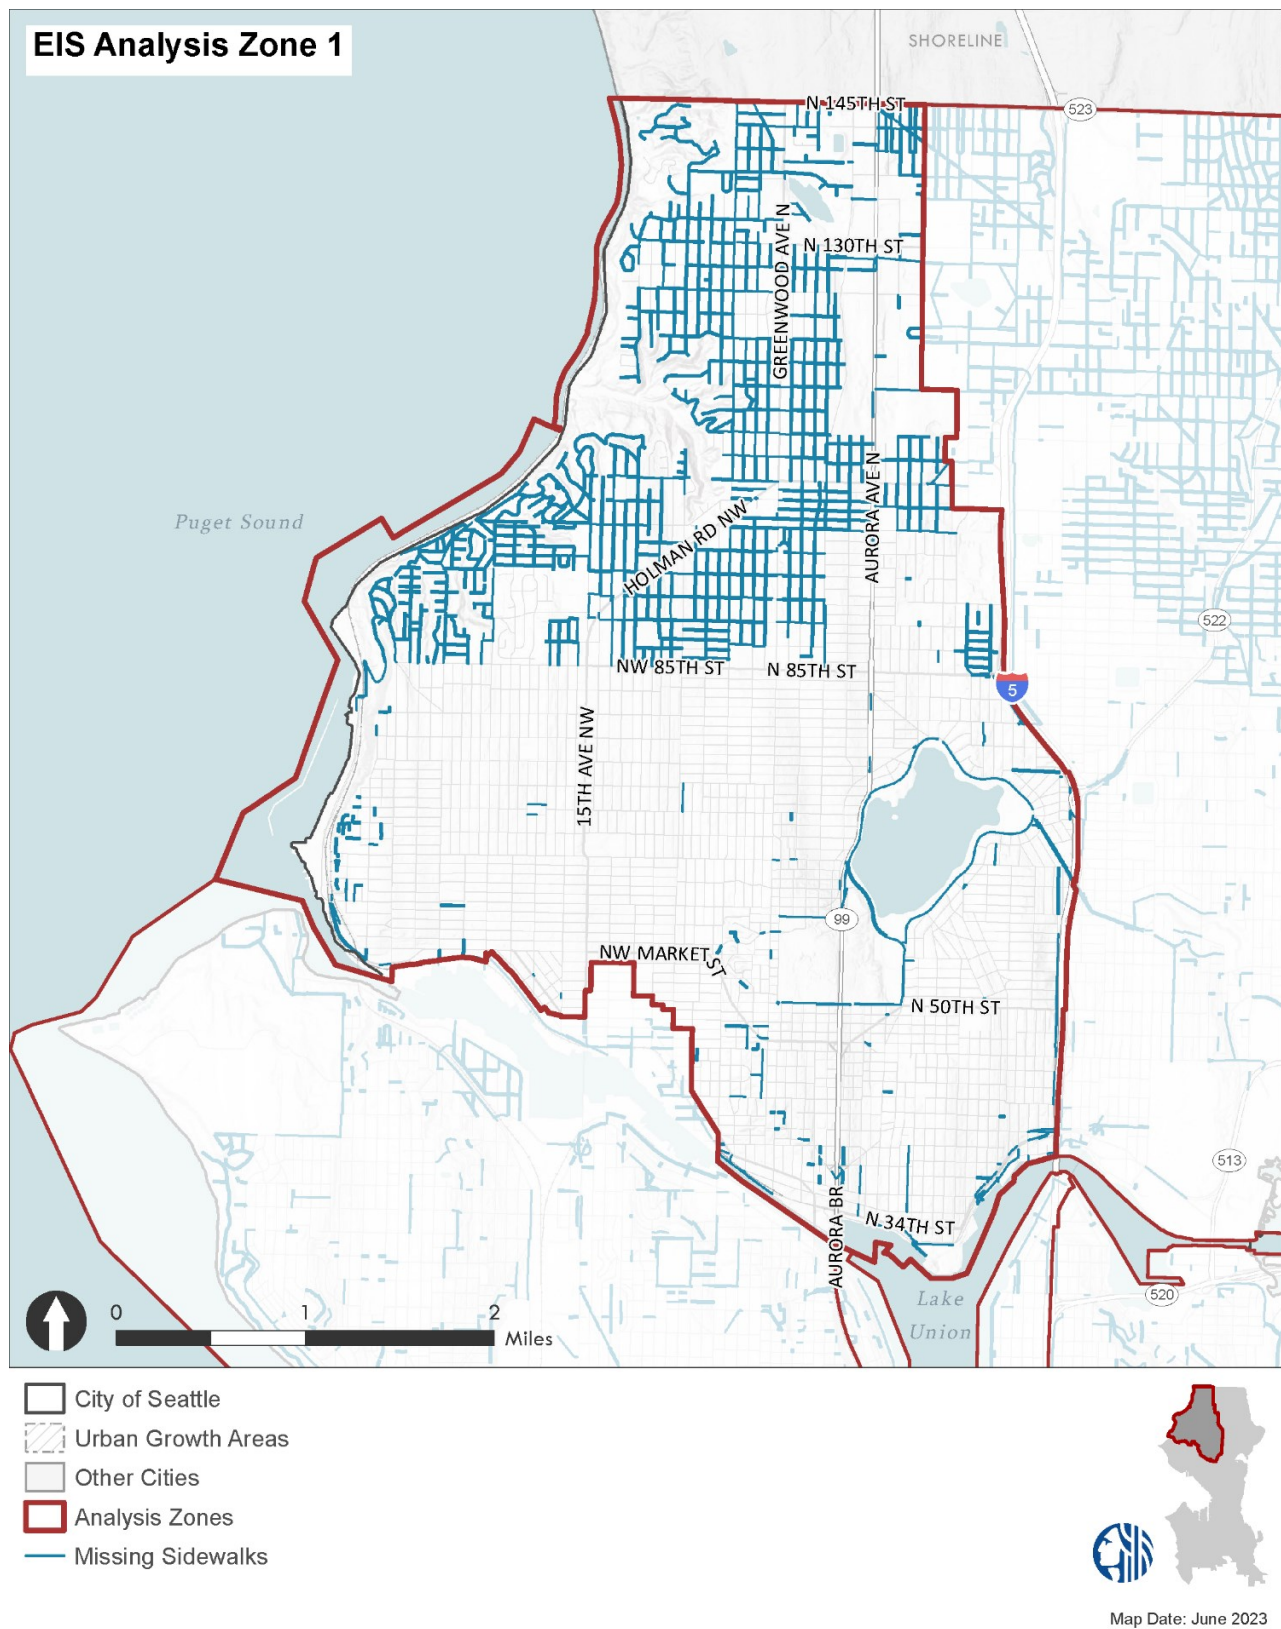 EIS Analysis Zone 1
SHORELINE
N 145TH ST
523
GREENWOOD AVE N
N 130TH ST
AURORA AVE N
Puget Sound
HOLMAN RD NW
522
NW 85TH ST
N 85TH ST
5
15TH AVE NW
99
NW MARKET ST
N 50TH ST
513
AURORA BR
N 34TH ST
520
Lake
Union
0 1 2
Miles
City of Seattle
Urban Growth Areas
Other Cities
Analysis Zones
Missing Sidewalks
Map Date: June 2023